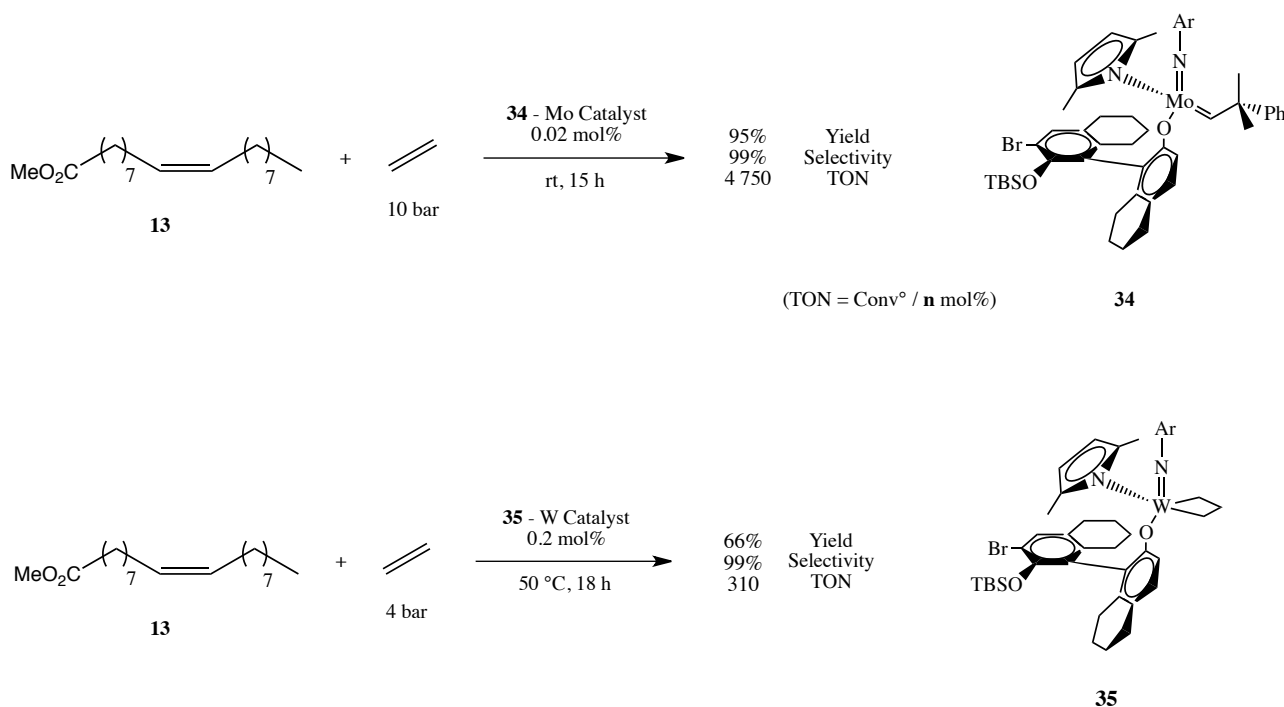 34 - Mo Catalyst
0.02 mol%
rt, 15 h
MeO2C
7
7
+
10 bar
13
95% Yield
99% Selectivity
4 750 TON
(TON = Conv° / n mol%)
Ar
N
N
Mo
Ph
O
Br
TBSO
34
35 - W Catalyst
0.2 mol%
50 °C, 18 h
MeO2C
7
7
+
4 bar
13
66% Yield
99% Selectivity
310 TON
Ar
N
N
W
O
Br
TBSO
35